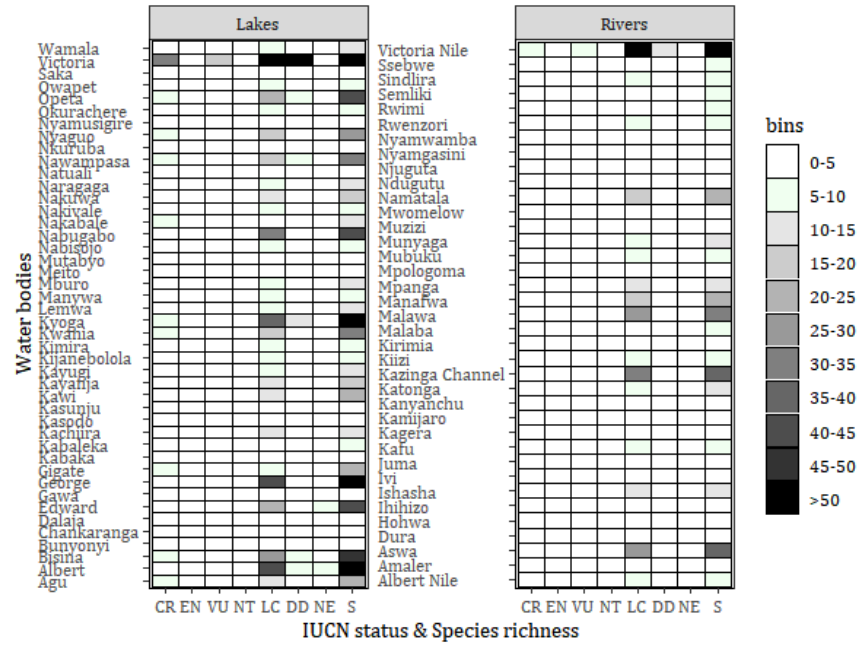 Lakes
Rivers
Water bodies
Wamala
Victoria
Saka
Opeta
Okurachere
Nyamusigire
Nyaguo
Nkuruba
Nawampasa
Natuali
Naragaga
Nakuwa
Nakivale
Nakabale
Nabugabo
Nabisojo
Mutabyo
Meito
Mburo
Manywa
Lemwa
Kyoga
Kwania
Kimira
Kijanebolola
Kayugi
Kayanja
Kawi
Kasunju
Kasodo
Kachiira
Kabaleka
Kabaka
Gigate
George
Gawa
Edward
Dalaja
Chankaranga
Bunyonyi
Bisina
Albert
Agu
Victoria Nile
Ssebwe
Sindlira
Semliki
Rwimi
Rwenzori
Nyamwamba
Nyamgasini
Njuguta
Ndugutu
Namatala
Mwomelow
Muzizi
Munyaga
Mubuku
Mpologoma
Mpanga
Manafwa
Malawa
Malaba
Kirimia
Kiizi
Kazinga Channel
Katonga
Kanyanchu
Kamijaro
Kagera
Kafu
Juma
Ivi
Ishasha
Ihihizo
Hohwa
Dura
Aswa
Amaler
Albert Nile
CR EN VU NT LC DD NE S
CR EN VU NT LC DD NE S
IUCN status & Species richness
bins
0-5
5-10
10-15
15-20
20-25
25-30
30-35
35-40
40-45
45-50
>50